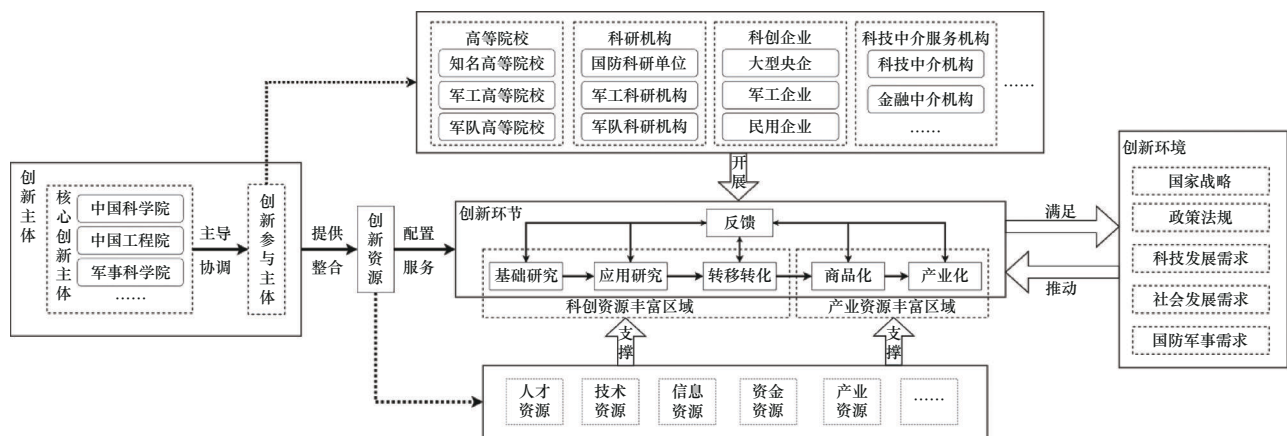 高等院校
知名高等院校
军工高等院校
军队高等院校
科研机构
国防科研单位
军工科研机构
军队科研机构
科创企业
大型央企
军工企业
民用企业
科技中介服务机构
科技中介机构
金融中介机构
……
……
开展
创新主体
核心创新主体
中国科学院
中国工程院
军事科学院
……
主导
协调
创新参与主体
提供
整合
创新资源
配置
服务
创新环节
反馈
基础研究
应用研究
转移转化
商品化
产业化
科创资源丰富区域
产业资源丰富区域
满足
推动
创新环境
国家战略
政策法规
科技发展需求
社会发展需求
国防军事需求
支撑
支撑
人才
资源
技术
资源
信息
资源
资金
资源
产业
资源
……